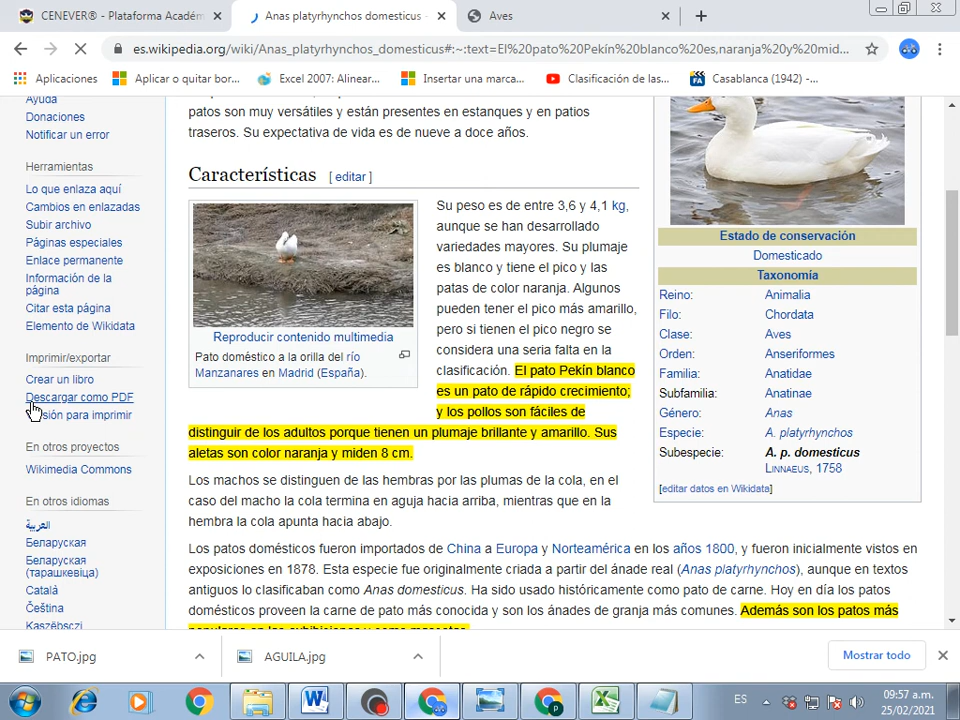 CENEVER® - Plataforma Académ
Anas platyrhynchos domesticus -
Aves
es.wikipedia.org/wiki/Anas_platyrhynchos_domesticus#:~:text=El%20pato%20Pekín%20blanco%20es,naranja%20y%20mid...
Aplicaciones
Aplicar o quitar bor...
Excel 2007: Alinear...
Insertar una marca...
Clasificación de las...
Casablanca (1942) -...
Ayuda
Donaciones
Notificar un error
Herramientas
Lo que enlaza aquí
Cambios en enlazadas
Subir archivo
Páginas especiales
Enlace permanente
Información de la
página
Citar esta página
Elemento de Wikidata
Imprimir/exportar
Crear un libro
Descargar como PDF
sión para imprimir
En otros proyectos
Wikimedia Commons
En otros idiomas
العربية
Беларуская
Беларуская
(тарашкевіца)
Català
Čeština
Kaszëbsczi
patos son muy versátiles y están presentes en estanques y en patios
traseros. Su expectativa de vida es de nueve a doce años.
Características [ editar ]
Reproducir contenido multimedia
Pato doméstico a la orilla del río
Manzanares en Madrid (España).
Su peso es de entre 3,6 y 4,1 kg,
aunque se han desarrollado
variedades mayores. Su plumaje
es blanco y tiene el pico y las
patas de color naranja. Algunos
pueden tener el pico más amarillo,
pero si tienen el pico negro se
considera una seria falta en la
clasificación. El pato Pekín blanco
es un pato de rápido crecimiento;
y los pollos son fáciles de
distinguir de los adultos porque tienen un plumaje brillante y amarillo. Sus
aletas son color naranja y miden 8 cm.
Los machos se distinguen de las hembras por las plumas de la cola, en el
caso del macho la cola termina en aguja hacia arriba, mientras que en la
hembra la cola apunta hacia abajo.
Los patos domésticos fueron importados de China a Europa y Norteamérica en los años 1800, y fueron inicialmente vistos en
exposiciones en 1878. Esta especie fue originalmente criada a partir del ánade real (Anas platyrhynchos), aunque en textos
antiguos lo clasificaban como Anas domesticus. Ha sido usado históricamente como pato de carne. Hoy en día los patos
domésticos proveen la carne de pato más conocida y son los ánades de granja más comunes. Además son los patos más
Estado de conservación
Domesticado
Taxonomía
Reino: Animalia
Filo: Chordata
Clase: Aves
Orden: Anseriformes
Familia: Anatidae
Subfamilia: Anatinae
Género: Anas
Especie: A. platyrhynchos
Subespecie: A. p. domesticus
LINNAEUS, 1758
[editar datos en Wikidata]
PATO.jpg
AGUILA.jpg
Mostrar todo
ES
09:57 a.m.
25/02/2021